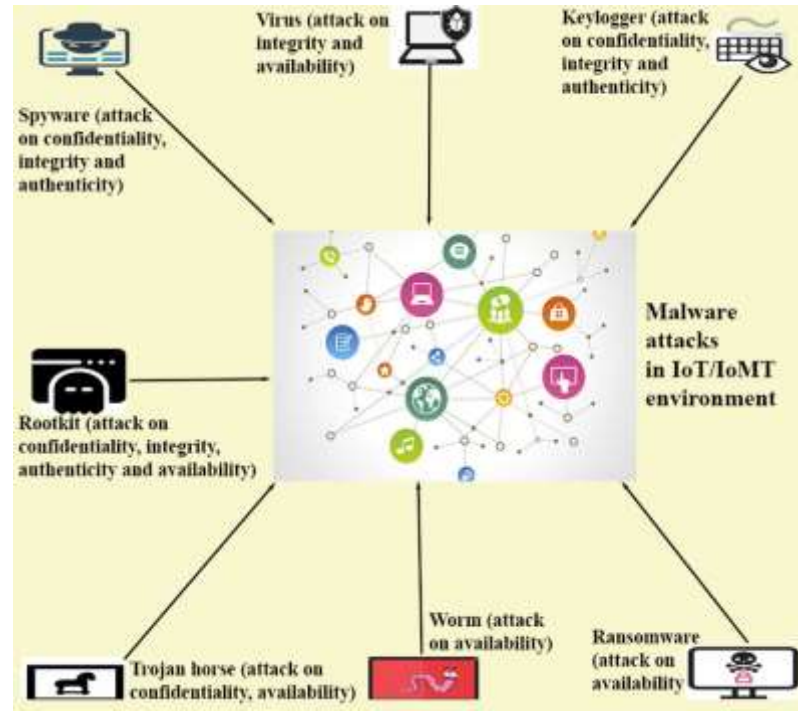 Virus (attack on
integrity and
availability)
Keylogger (attack
on confidentiality,
integrity and
authenticity)
Spyware (attack
on confidentiality,
integrity and
authenticity)
Malware
attacks
in IoT/IoMT
environment
Rootkit (attack on
confidentiality, integrity,
authenticity and availability)
Worm (attack
on availability)
Ransomware
(attack on
availability
Trojan horse (attack on
confidentiality, availability)